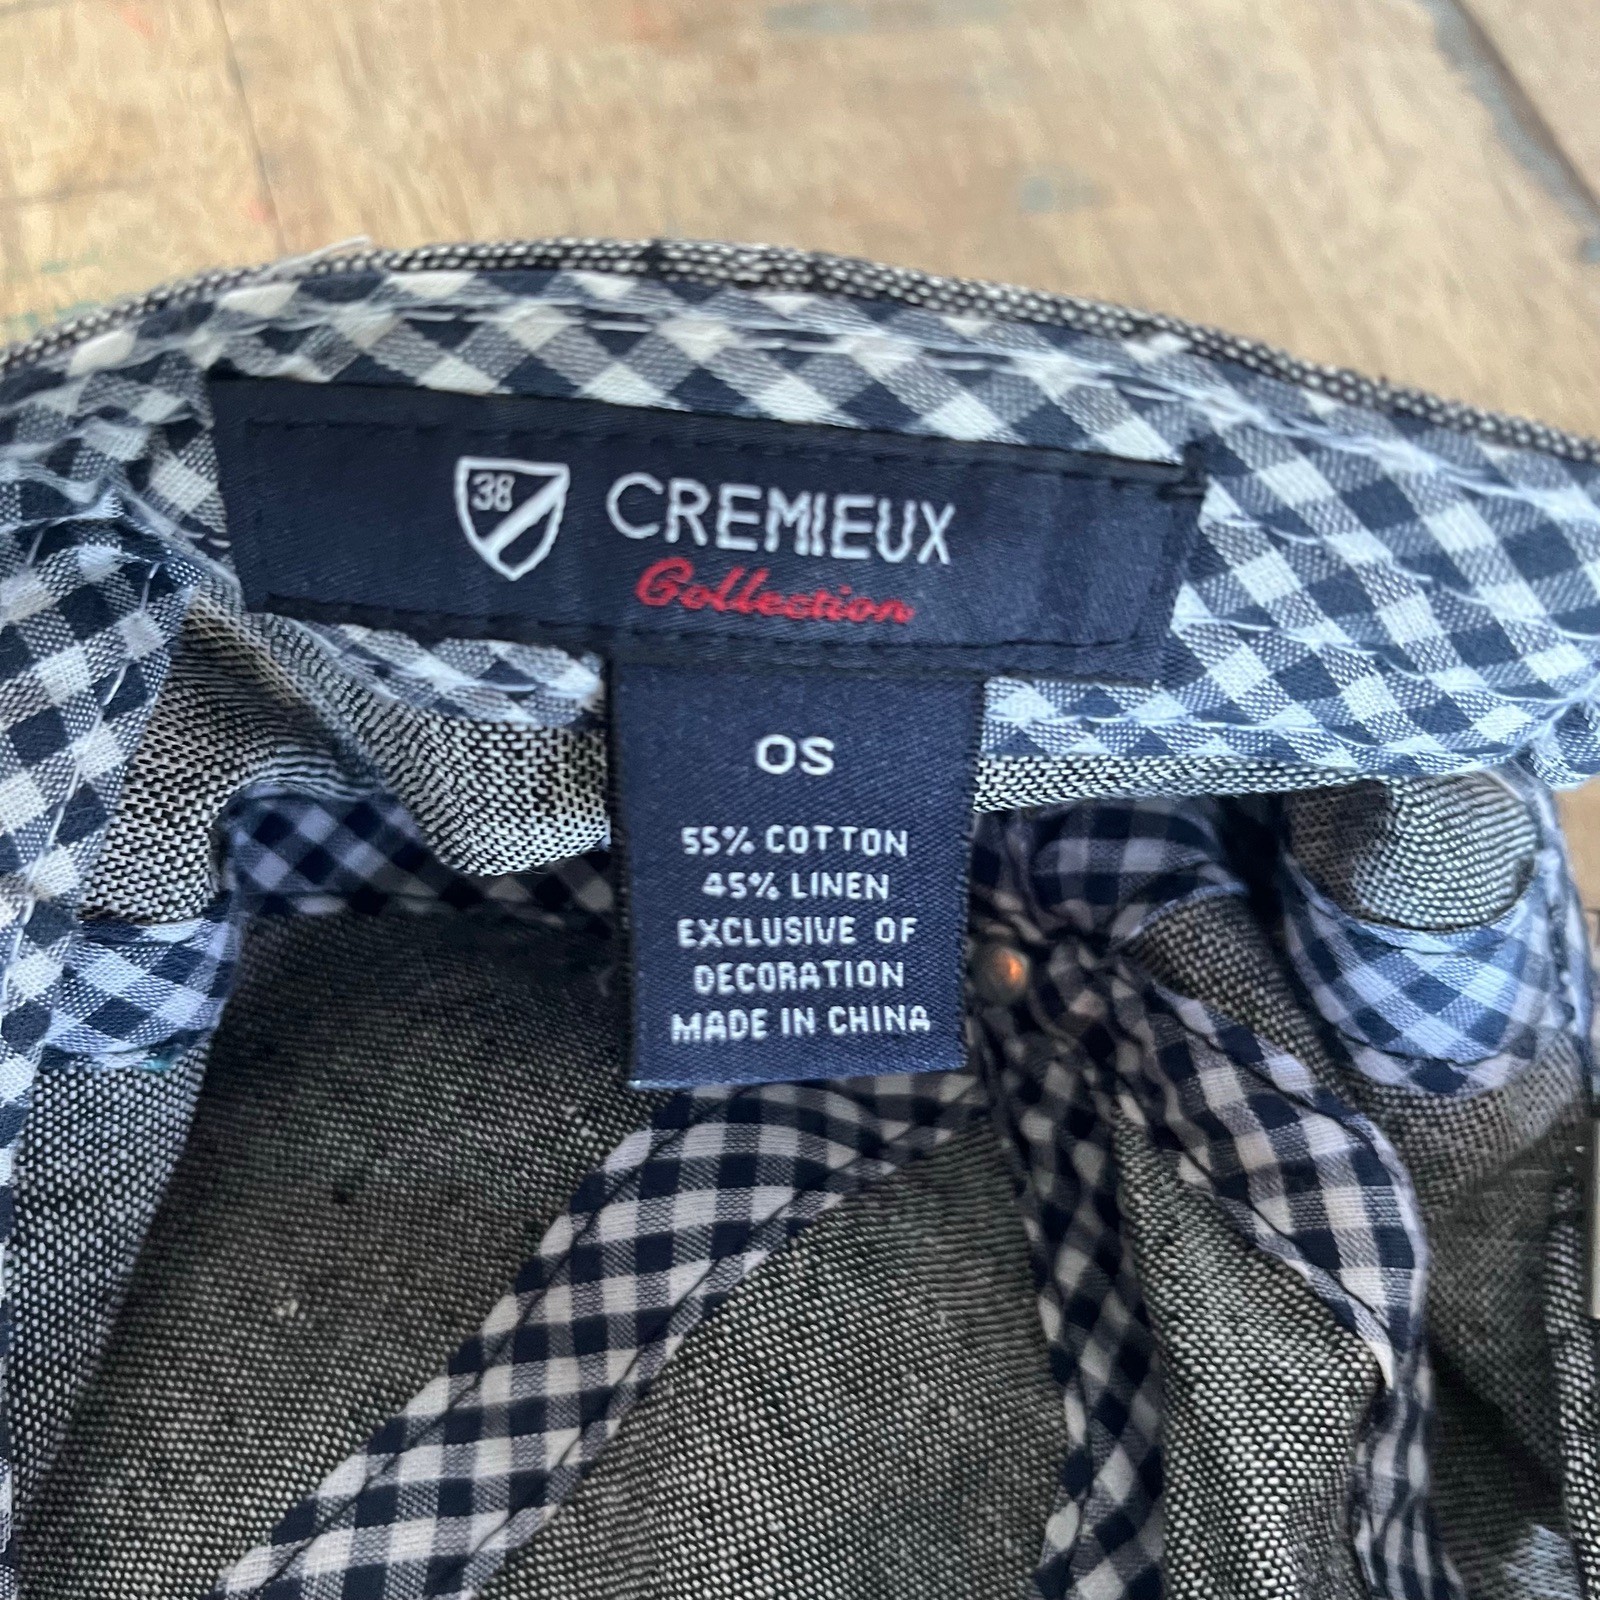 38 CREMIEUX
Collection
OS
55% COTTON
45% LINEN
EXCLUSIVE OF
DECORATION
MADE IN CHINA